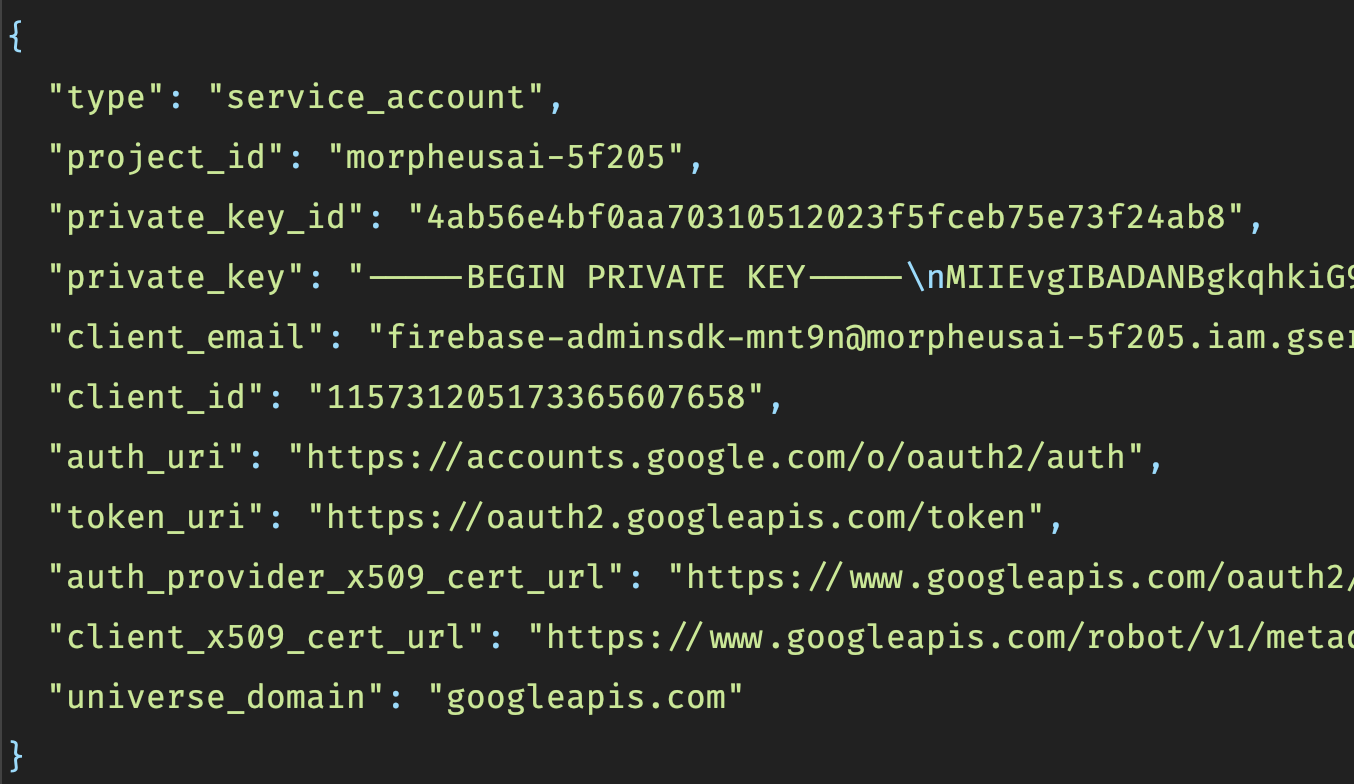 {
"type": "service_account",
"project_id": "morpheusai-5f205",
"private_key_id": "4ab56e4bf0aa70310512023f5fceb75e73f24ab8",
"private_key": "-----BEGIN PRIVATE KEY-----\nMIIEvgIBADANBgkqhkiG9
"client_email": "firebase-adminsdk-mnt9n@morpheusai-5f205.iam.gser
"client_id": "115731205173365607658",
"auth_uri": "https://accounts.google.com/o/oauth2/auth",
"token_uri": "https://oauth2.googleapis.com/token",
"auth_provider_x509_cert_url": "https://www.googleapis.com/oauth2/
"client_x509_cert_url": "https://www.googleapis.com/robot/v1/metad
"universe_domain": "googleapis.com"
}